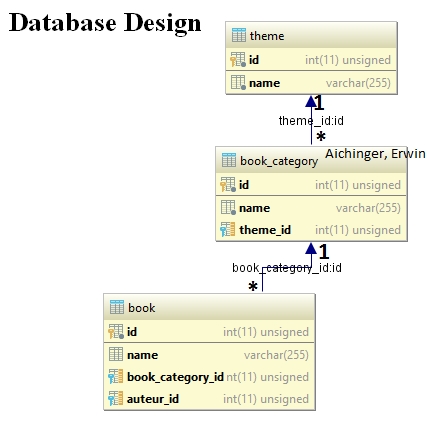 Database Design
theme
id int(11) unsigned
name varchar(255)
1
theme_id:id
*
book_category Aichinger, Erwin
id int(11) unsigned
name varchar(255)
theme_id int(11) unsigned
1
book_category_id:id
*
book
id int(11) unsigned
name varchar(255)
book_category_id nt(11) unsigned
auteur_id int(11) unsigned